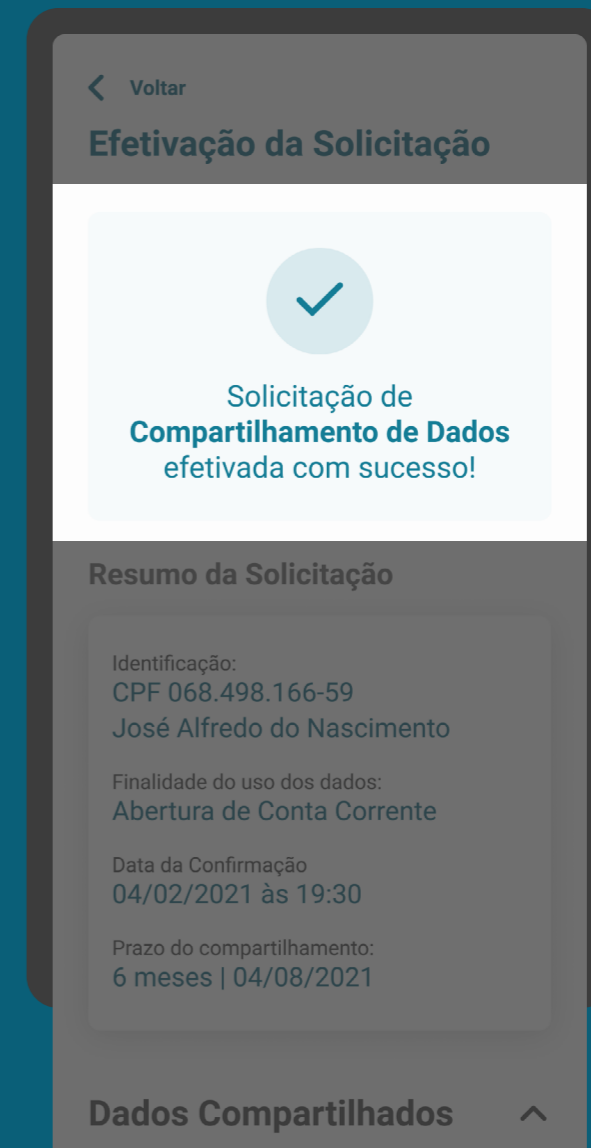 Voltar
Efetivação da Solicitação
Solicitação de
Compartilhamento de Dados
efetivada com sucesso!
Resumo da Solicitação
Identificação:
CPF 068.498.166-59
José Alfredo do Nascimento
Finalidade do uso dos dados:
Abertura de Conta Corrente
Data da Confirmação
04/02/2021 às 19:30
Prazo do compartilhamento:
6 meses | 04/08/2021
Dados Compartilhados